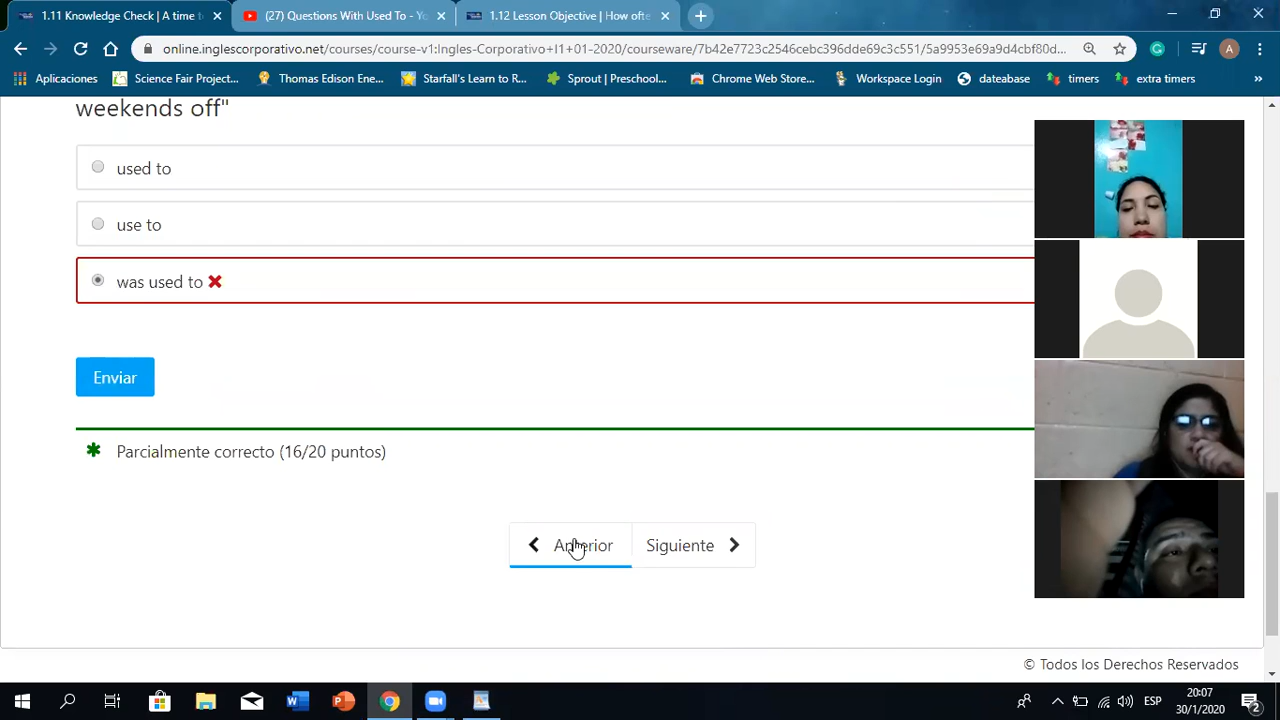 1.11 Knowledge Check | A time t
(27) Questions With Used To - Yo
1.12 Lesson Objective | How ofte
online.inglescorporativo.net/courses/course-v1:Ingles-Corporativo+I1+01-2020/courseware/7b42e7723c2546cebc396dde69c3c551/5a9953e69a9d4cbf80d...
Aplicaciones
Science Fair Project...
Thomas Edison Ene...
Starfall's Learn to R...
Sprout | Preschool...
Chrome Web Store...
Workspace Login
dateabase
timers
extra timers
»
weekends off"
used to
use to
was used to
Enviar
Parcialmente correcto (16/20 puntos)
Anterior
Siguiente
© Todos los Derechos Reservados
ESP
20:07
30/1/2020
2